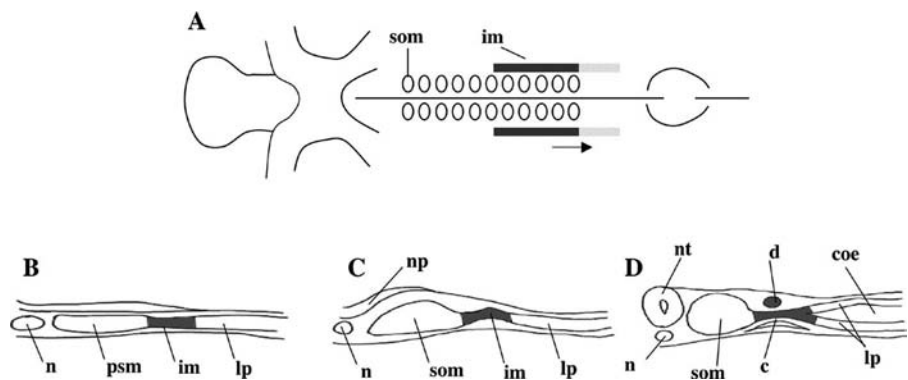 A
som im
B C D
np nt d coe
n psm im lp n som im lp n som c lp